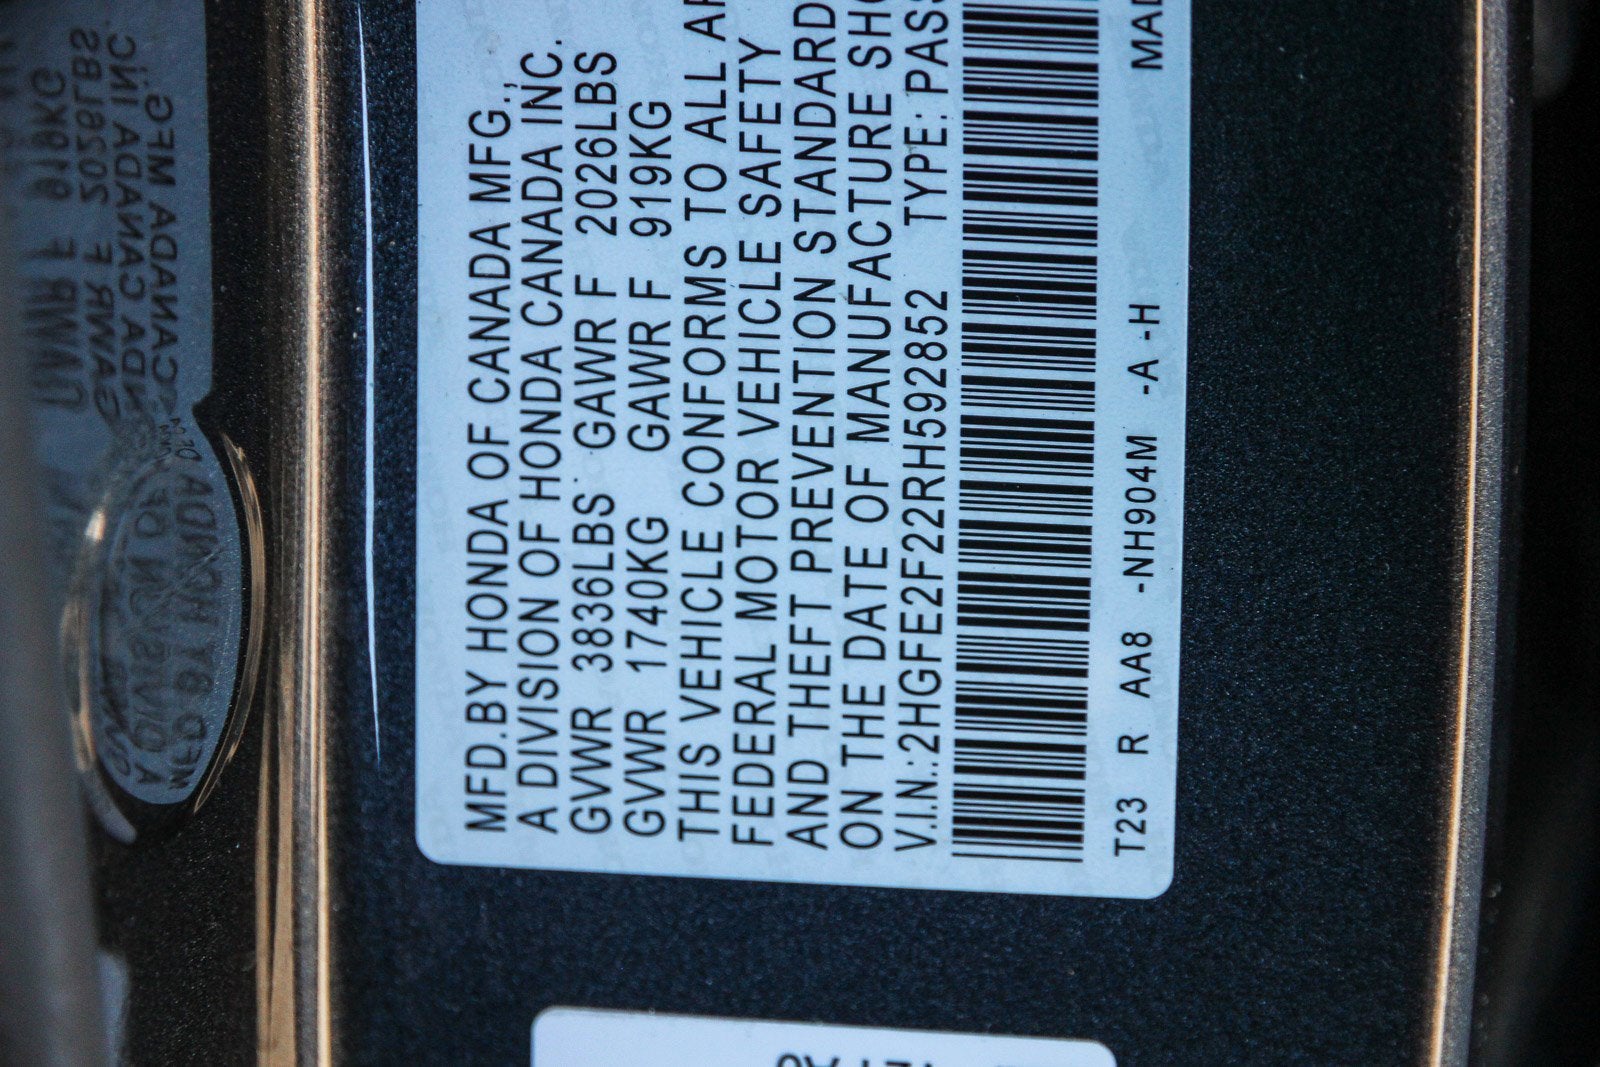 MFD.BY HONDA OF CANADA MFG.,
A DIVISION OF HONDA CANADA INC.
GVWR 3836LBS GAWR F 2026LBS
GVWR 1740KG GAWR F 919KG
THIS VEHICLE CONFORMS TO ALL AP
FEDERAL MOTOR VEHICLE SAFETY
AND THEFT PREVENTION STANDARD
ON THE DATE OF MANUFACTURE SHO
V.I.N.:2HGFE2F22RH592852 TYPE: PASS
T23 R AA8 -NH904M -A -H MAD